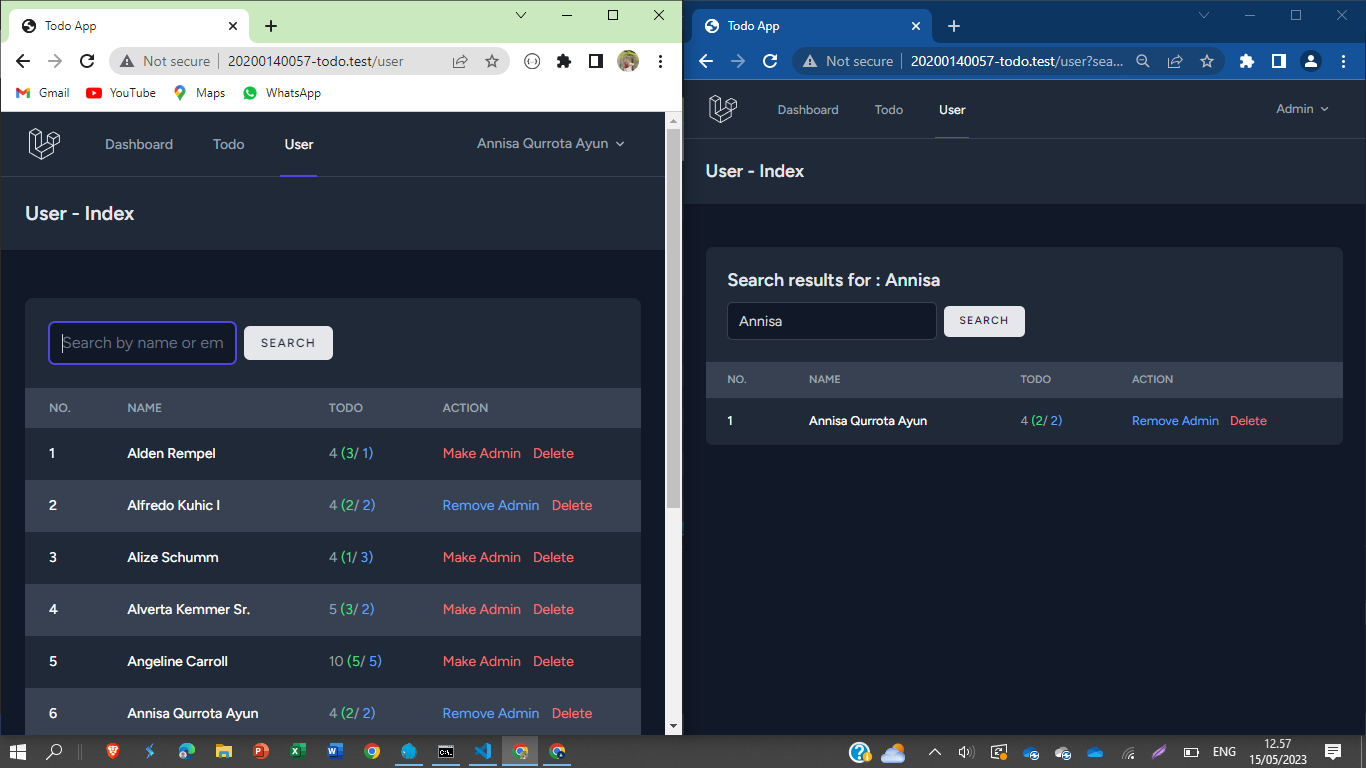 Todo App
Not secure 20200140057-todo.test/user
Gmail YouTube Maps WhatsApp
Dashboard Todo User Annisa Qurrota Ayun
User - Index
Search by name or em SEARCH
NO. NAME TODO ACTION
1 Alden Rempel 4 (3/ 1) Make Admin Delete
2 Alfredo Kuhic I 4 (2/ 2) Remove Admin Delete
3 Alize Schumm 4 (1/ 3) Make Admin Delete
4 Alverta Kemmer Sr. 5 (3/ 2) Make Admin Delete
5 Angeline Carroll 10 (5/ 5) Make Admin Delete
6 Annisa Qurrota Ayun 4 (2/ 2) Remove Admin Delete
Todo App
Not secure 20200140057-todo.test/user?sea...
Dashboard Todo User Admin
User - Index
Search results for : Annisa
Annisa SEARCH
NO. NAME TODO ACTION
1 Annisa Qurrota Ayun 4 (2/ 2) Remove Admin Delete
ENG 12.57
15/05/2023